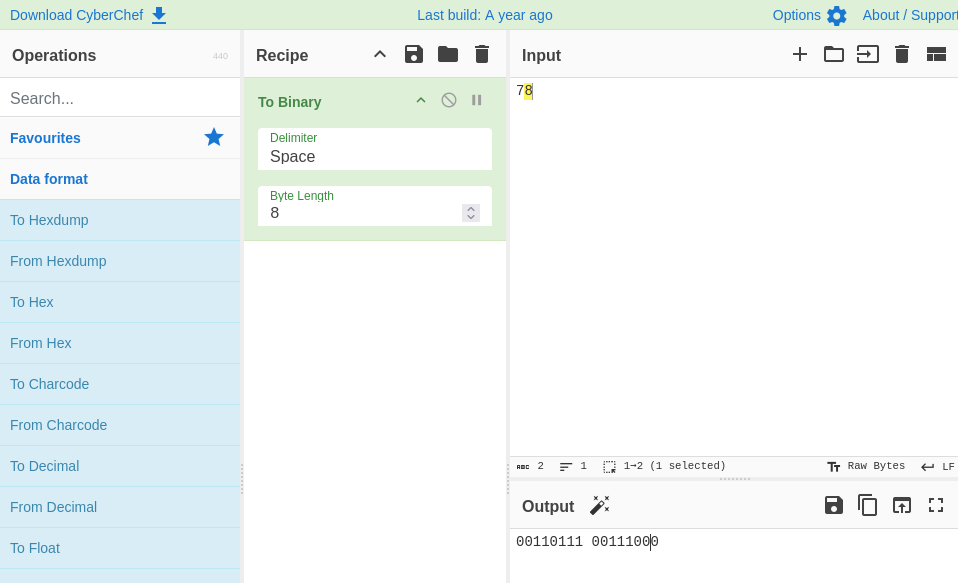 Download CyberChef
Last build: A year ago
Options
About / Support
Operations
440
Search...
Favourites
Data format
To Hexdump
From Hexdump
To Hex
From Hex
To Charcode
From Charcode
To Decimal
From Decimal
To Float
Recipe
To Binary
Delimiter
Space
Byte Length
8
Input
78
ABC 2
1
1→2 (1 selected)
Raw Bytes
LF
Output
00110111 00111000